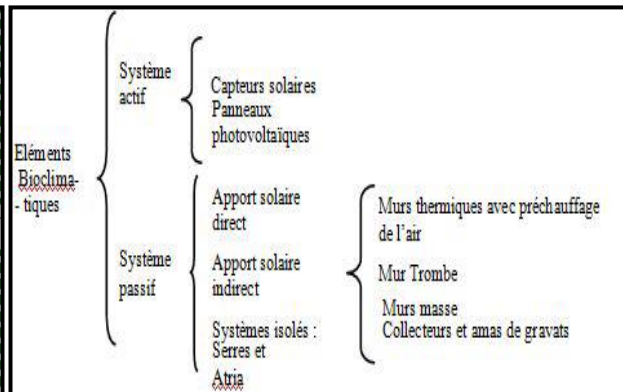 Eléments
Bioclima-
- tiques
Système
actif
Capteurs solaires
Panneaux
photovoltaïques
Système
passif
Apport solaire
direct
Apport solaire
indirect
Systèmes isolés :
Serres et
Atria
Murs thermiques avec préchauffage
de l’air
Mur Trombe
Murs masse
Collecteurs et amas de gravats